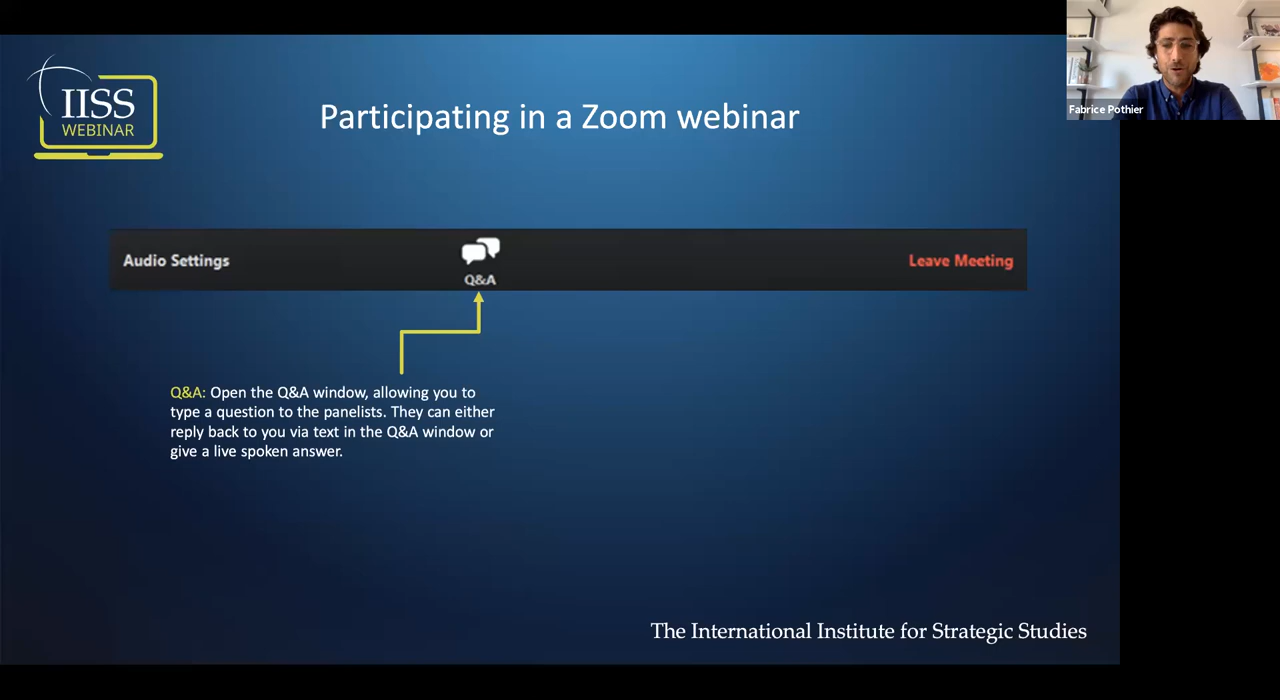 IISS
WEBINAR
Participating in a Zoom webinar
Fabrice Pothier
Audio Settings
Q&A
Leave Meeting
Q&A: Open the Q&A window, allowing you to
type a question to the panelists. They can either
reply back to you via text in the Q&A window or
give a live spoken answer.
The International Institute for Strategic Studies